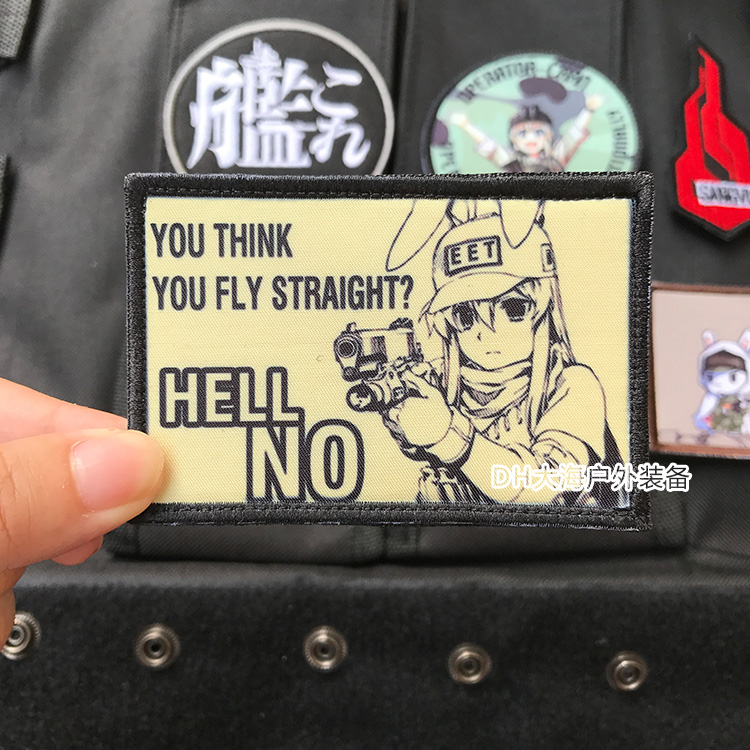 艦これ
OPERATOR CAMP
YOU THINK
YOU FLY STRAIGHT?
HELL
NO
EET
DH大海户外装备